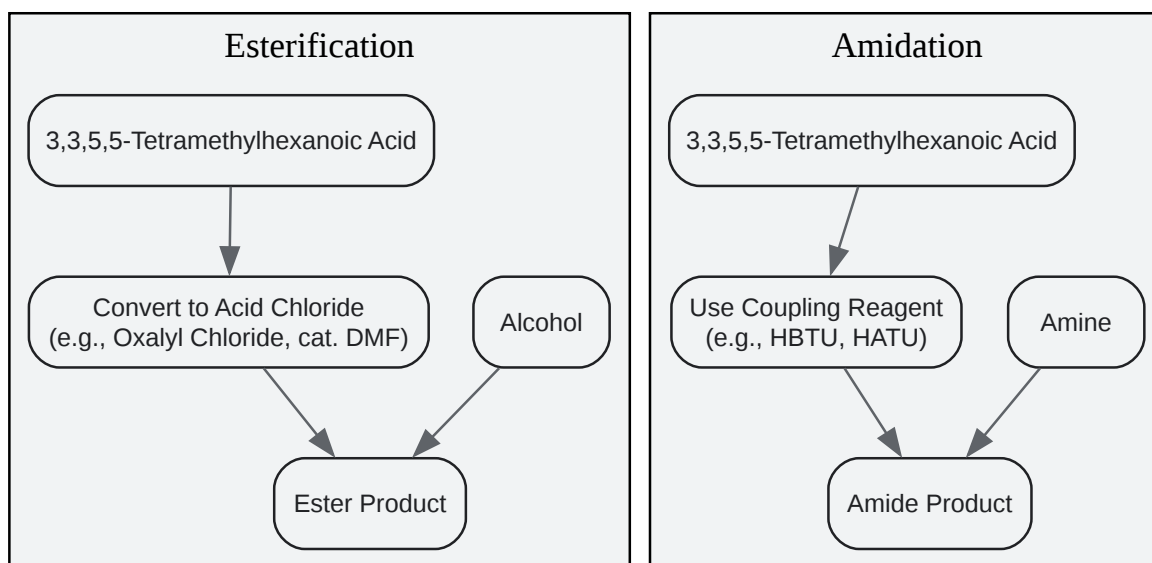 Esterification
3,3,5,5-Tetramethylhexanoic Acid
Convert to Acid Chloride
(e.g., Oxalyl Chloride, cat. DMF)
Alcohol
Ester Product
Amidation
3,3,5,5-Tetramethylhexanoic Acid
Use Coupling Reagent
(e.g., HBTU, HATU)
Amine
Amide Product